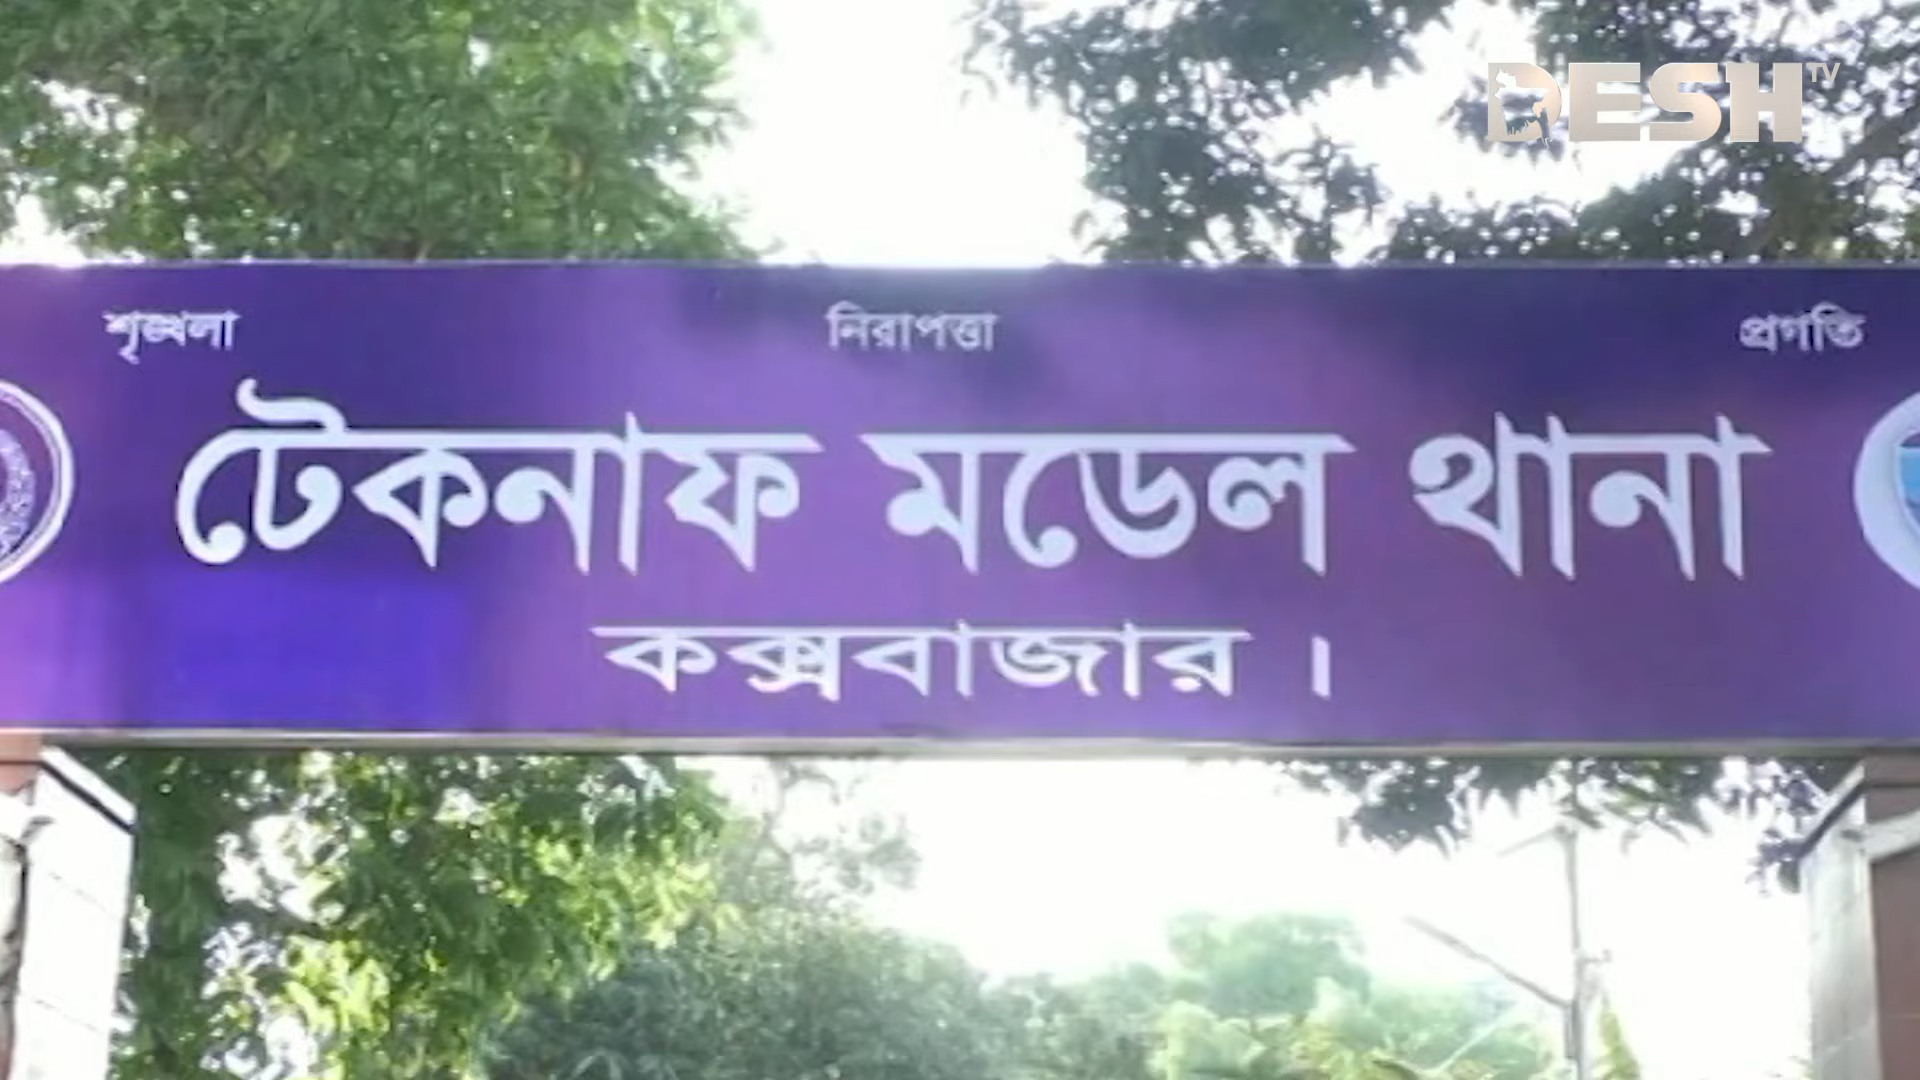 DESH TV
শৃঙ্খলা নিরাপত্তা প্রগতি
টেকনাফ মডেল থানা
কক্সবাজার ।